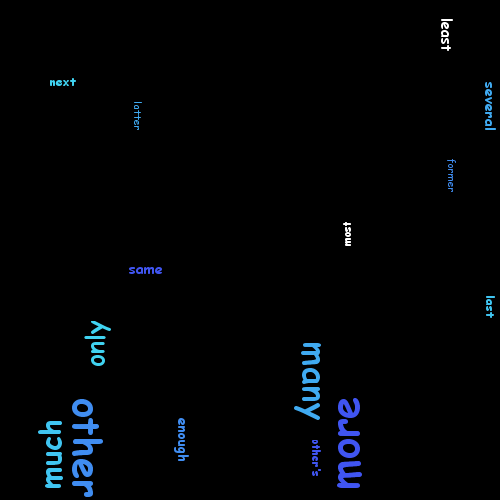 least
next
several
latter
former
most
same
last
only
many
other
more
much
enough
other's